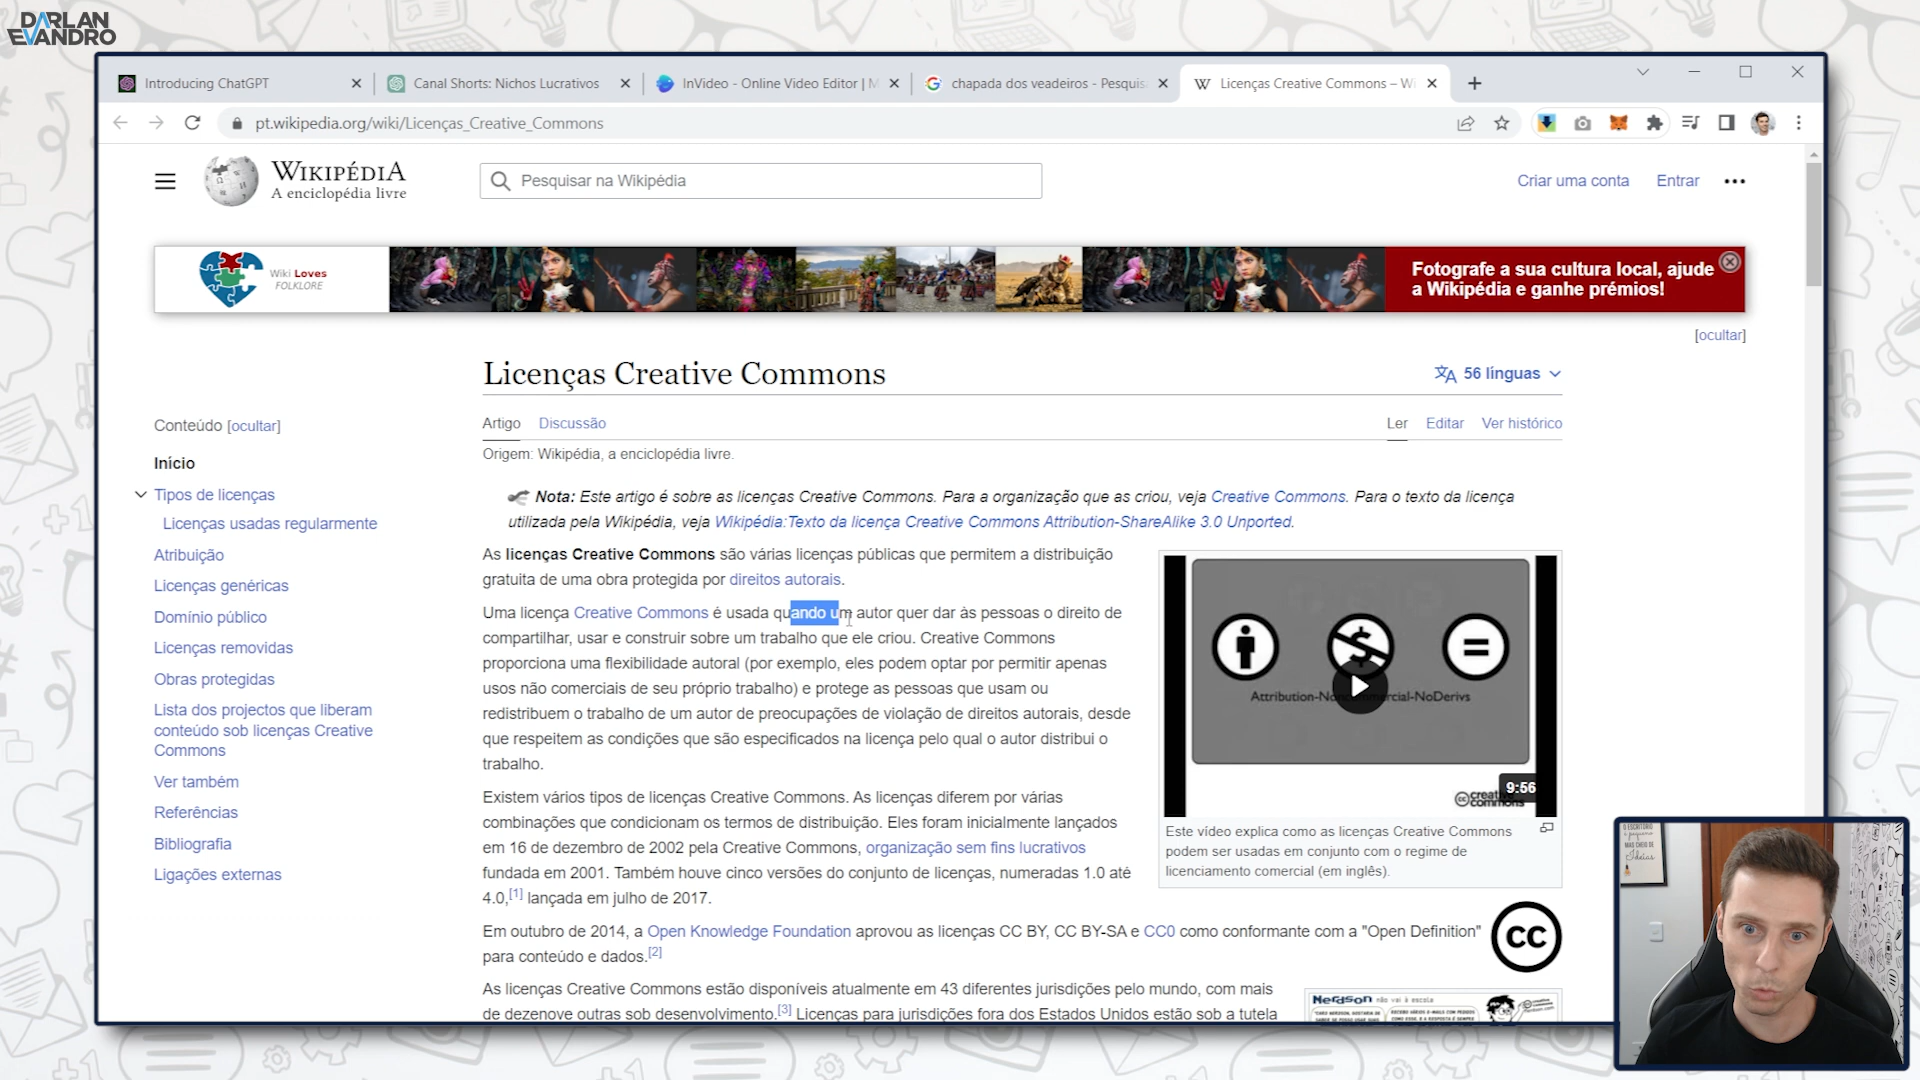 DARLAN
EVANDRO
Introducing ChatGPT
Canal Shorts: Nichos Lucrativos
InVideo - Online Video Editor | M
chapada dos veadeiros - Pesquis
Licenças Creative Commons – Wi
pt.wikipedia.org/wiki/Licenças_Creative_Commons
WIKIPÉDIA
A enciclopédia livre
Pesquisar na Wikipédia
Criar uma conta
Entrar
Wiki Loves
FOLKLORE
Fotografe a sua cultura local, ajude
a Wikipédia e ganhe prémios!
[ocultar]
Licenças Creative Commons
56 línguas
Conteúdo [ocultar]
Início
Tipos de licenças
Licenças usadas regularmente
Atribuição
Licenças genéricas
Domínio público
Licenças removidas
Obras protegidas
Lista dos projectos que liberam
conteúdo sob licenças Creative
Commons
Ver também
Referências
Bibliografia
Ligações externas
Artigo
Discussão
Ler
Editar
Ver histórico
Origem: Wikipédia, a enciclopédia livre.
Nota: Este artigo é sobre as licenças Creative Commons. Para a organização que as criou, veja Creative Commons. Para o texto da licença
utilizada pela Wikipédia, veja Wikipédia:Texto da licença Creative Commons Attribution-ShareAlike 3.0 Unported.
As licenças Creative Commons são várias licenças públicas que permitem a distribuição
gratuita de uma obra protegida por direitos autorais.
Uma licença Creative Commons é usada quando um autor quer dar às pessoas o direito de
compartilhar, usar e construir sobre um trabalho que ele criou. Creative Commons
proporciona uma flexibilidade autoral (por exemplo, eles podem optar por permitir apenas
usos não comerciais de seu próprio trabalho) e protege as pessoas que usam ou
redistribuem o trabalho de um autor de preocupações de violação de direitos autorais, desde
que respeitem as condições que são especificados na licença pelo qual o autor distribui o
trabalho.
Existem vários tipos de licenças Creative Commons. As licenças diferem por várias
combinações que condicionam os termos de distribuição. Eles foram inicialmente lançados
em 16 de dezembro de 2002 pela Creative Commons, organização sem fins lucrativos
fundada em 2001. Também houve cinco versões do conjunto de licenças, numeradas 1.0 até
4.0,[1] lançada em julho de 2017.
Em outubro de 2014, a Open Knowledge Foundation aprovou as licenças CC BY, CC BY-SA e CC0 como conformante com a "Open Definition"
para conteúdo e dados.[2]
As licenças Creative Commons estão disponíveis atualmente em 43 diferentes jurisdições pelo mundo, com mais
de dezenove outras sob desenvolvimento.[3] Licenças para jurisdições fora dos Estados Unidos estão sob a tutela
Attribution-Noncommercial-NoDerivs
9:56
creative
commons
Este vídeo explica como as licenças Creative Commons
podem ser usadas em conjunto com o regime de
licenciamento comercial (em inglês).
CC
Nerdson não vai à escola
O ESCRITÓRIO
é pequeno
MAS CHEIO DE
Ideias